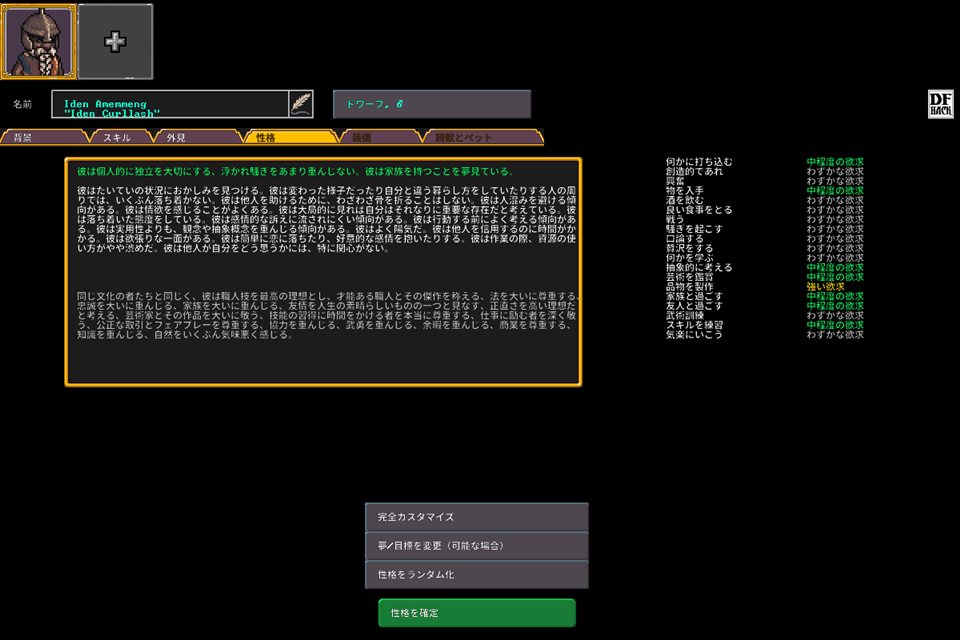 名前
Iden Amemmeng
"Iden Curllash"
ドワーフ, ♂
DF
HACK
背景 スキル 外見 性格 装備 騎獣とペット
彼は個人的に独立を大切にする、浮かれ騒ぎをあまり重んじない。彼は家族を持つことを夢見ている。
彼はたいていの状況におかしみを見つける。彼は変わった様子だったり自分と違う暮らし方をしていたりする人の周
りでは、いくぶん落ち着かない。彼は他人を助けるために、わざわざ骨を折ることはしない。彼は人混みを避ける傾
向がある。彼は情欲を感じることがよくある。彼は大局的に見れば自分はそれなりに重要な存在だと考えている。彼
は落ち着いた態度をしている。彼は感情的な訴えに流されにくい傾向がある。彼は行動する前によく考える傾向があ
る。彼は実用性よりも、観念や抽象概念を重んじる傾向がある。彼はよく陽気だ。彼は他人を信用するのに時間がか
かる。彼は欲張りな一面がある。彼は簡単に恋に落ちたり、好意的な感情を抱いたりする。彼は作業の際、資源の使
い方がやや渋めだ。彼は他人が自分をどう思うかには、特に関心がない。
同じ文化の者たちと同じく、彼は職人技を最高の理想とし、才能ある職人とその傑作を称える、法を大いに尊重する、
忠誠を大いに重んじる、家族を大いに重んじる、友情を人生の素晴らしいものの一つと見なす、正直さを高い理想だ
と考える、芸術家とその作品を大いに敬う、技能の習得に時間をかける者を本当に尊重する、仕事に励む者を深く敬
う、公正な取引とフェアプレーを尊重する、協力を重んじる、武勇を重んじる、余暇を重んじる、商業を尊重する、
知識を重んじる、自然をいくぶん気味悪く感じる。
何かに打ち込む 中程度の欲求
創造的であれ わずかな欲求
興奮 わずかな欲求
物を入手 中程度の欲求
酒を飲む わずかな欲求
良い食事をとる わずかな欲求
戦う わずかな欲求
騒ぎを起こす わずかな欲求
口論する わずかな欲求
贅沢をする わずかな欲求
何かを学ぶ わずかな欲求
抽象的に考える 中程度の欲求
芸術を鑑賞 中程度の欲求
品物を製作 強い欲求
家族と過ごす 中程度の欲求
友人と過ごす 中程度の欲求
武術訓練 わずかな欲求
スキルを練習 中程度の欲求
気楽にいこう わずかな欲求
完全カスタマイズ
夢/目標を変更（可能な場合）
性格をランダム化
性格を確定